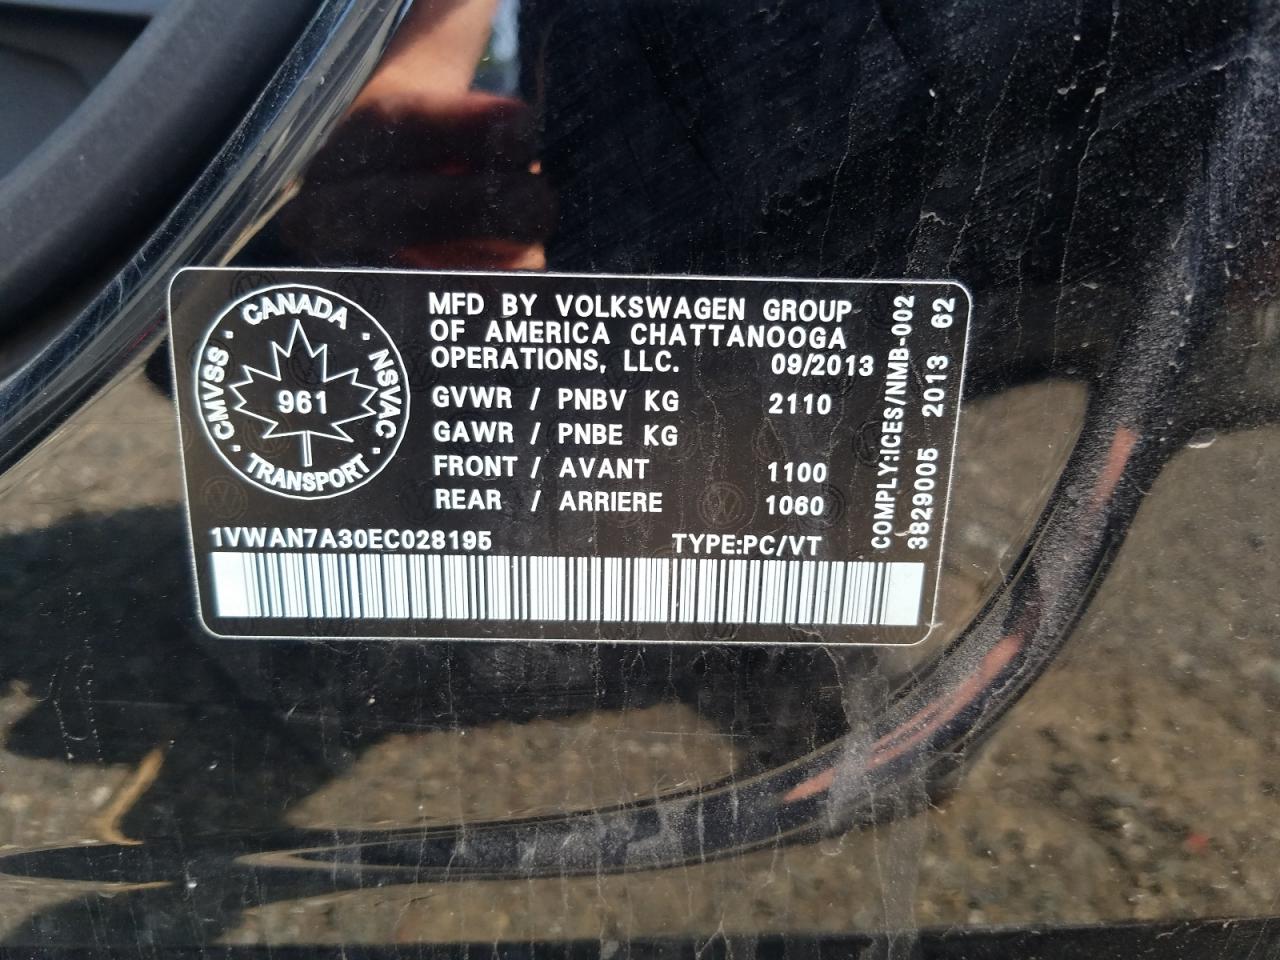 CANADA
CMVSS · NSVAC
961
TRANSPORT
MFD BY VOLKSWAGEN GROUP
OF AMERICA CHATTANOOGA
OPERATIONS, LLC. 09/2013
GVWR / PNBV KG 2110
GAWR / PNBE KG
FRONT / AVANT 1100
REAR / ARRIERE 1060
1VWAN7A30EC028195 TYPE:PC/VT
COMPLY:ICES/NMB-002
3829005 2013 62